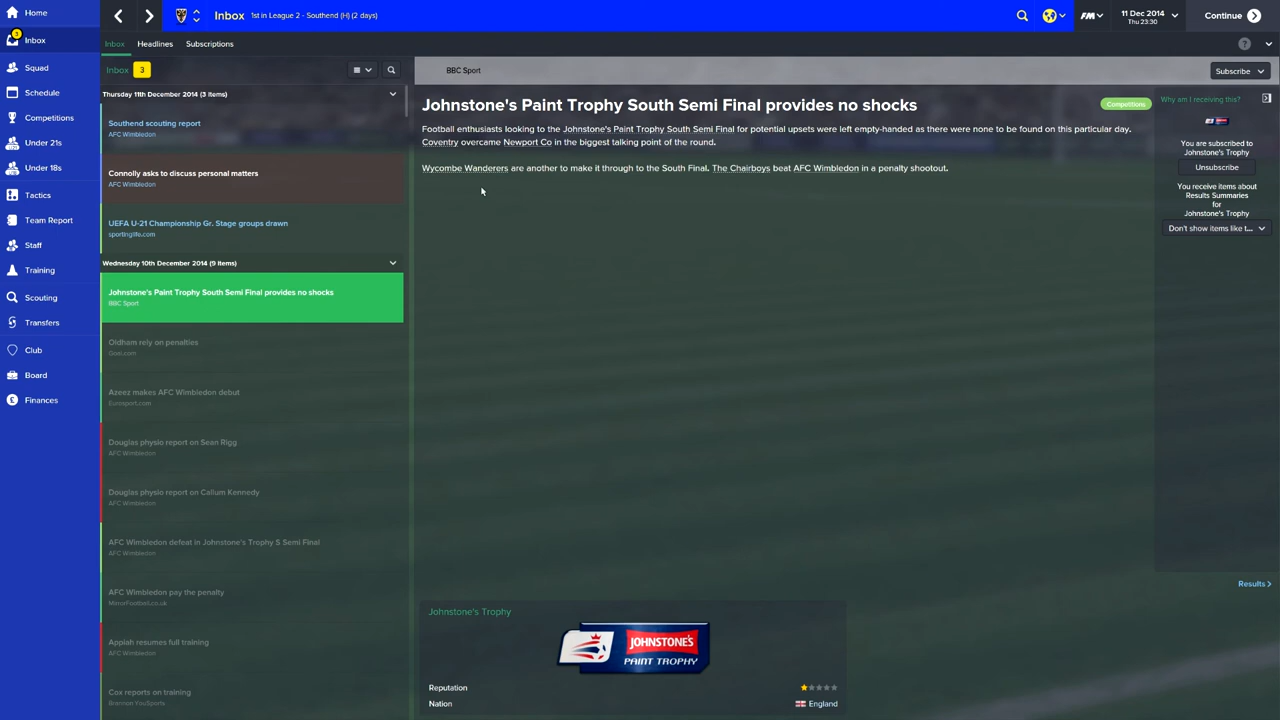 Home
Inbox
3
Squad
Schedule
Competitions
Under 21s
Under 18s
Tactics
Team Report
Staff
Training
Scouting
Transfers
Club
Board
Finances
Inbox
1st in League 2 - Southend (H) (2 days)
FM
11 Dec 2014
Thu 23:30
Continue
Inbox
Headlines
Subscriptions
?
Inbox 3
Thursday 11th December 2014 (3 items)
Southend scouting report
AFC Wimbledon
Connolly asks to discuss personal matters
AFC Wimbledon
UEFA U-21 Championship Gr. Stage groups drawn
sportinglife.com
Wednesday 10th December 2014 (9 items)
Johnstone's Paint Trophy South Semi Final provides no shocks
BBC Sport
Oldham rely on penalties
Goal.com
Azeez makes AFC Wimbledon debut
Eurosport.com
Douglas physio report on Sean Rigg
AFC Wimbledon
Douglas physio report on Callum Kennedy
AFC Wimbledon
AFC Wimbledon defeat in Johnstone's Trophy S Semi Final
AFC Wimbledon
AFC Wimbledon pay the penalty
MirrorFootball.co.uk
Appiah resumes full training
AFC Wimbledon
Cox reports on training
Brannon YouSports
BBC Sport
Subscribe
Johnstone's Paint Trophy South Semi Final provides no shocks
Competitions
Football enthusiasts looking to the Johnstone's Paint Trophy South Semi Final for potential upsets were left empty-handed as there were none to be found on this particular day.
Coventry overcame Newport Co in the biggest talking point of the round.
Wycombe Wanderers are another to make it through to the South Final. The Chairboys beat AFC Wimbledon in a penalty shootout.
Why am I receiving this?
You are subscribed to
Johnstone's Trophy
Unsubscribe
You receive items about
Results Summaries
for
Johnstone's Trophy
Don't show items like t...
Results
Johnstone's Trophy
JOHNSTONE'S
PAINT TROPHY
Reputation
Nation
England